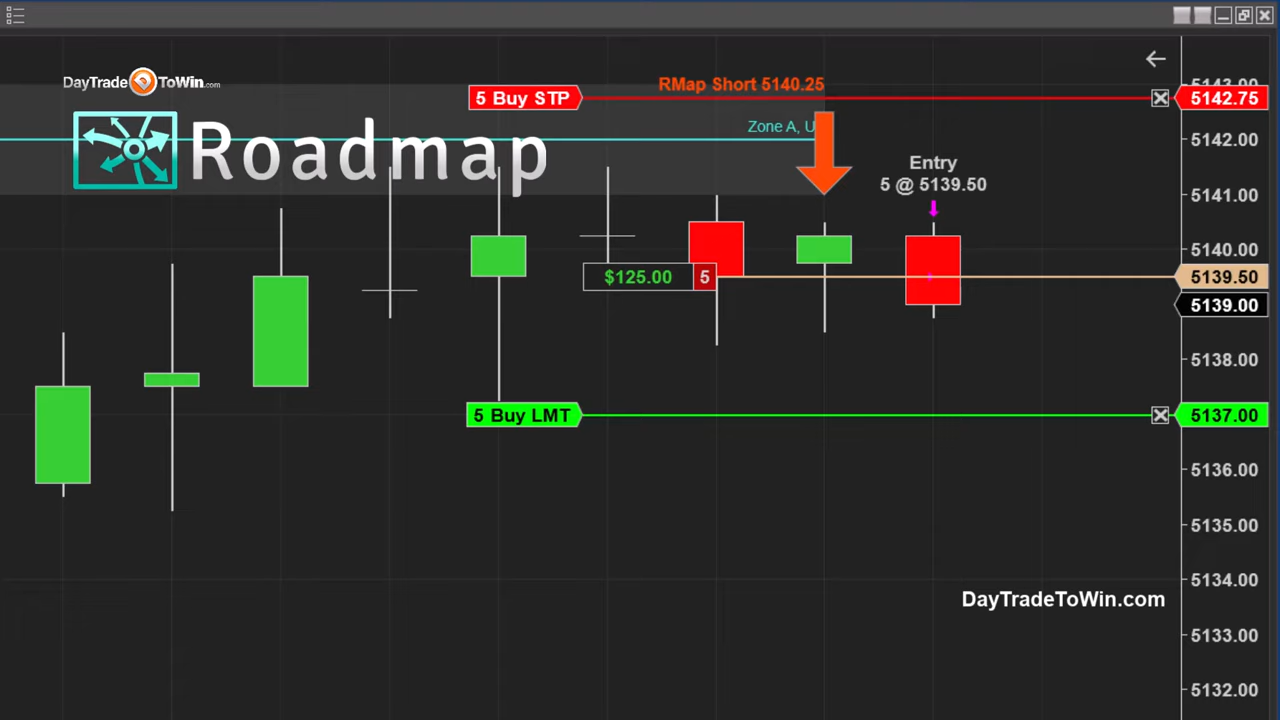 DayTradeToWin.com
Roadmap
RMap Short 5140.25
5 Buy STP
Zone A, U
Entry
5 @ 5139.50
$125.00 5
5 Buy LMT
5143.00
5142.75
5142.00
5141.00
5140.00
5139.50
5139.00
5138.00
5137.00
5136.00
5135.00
5134.00
5133.00
5132.00
DayTradeToWin.com